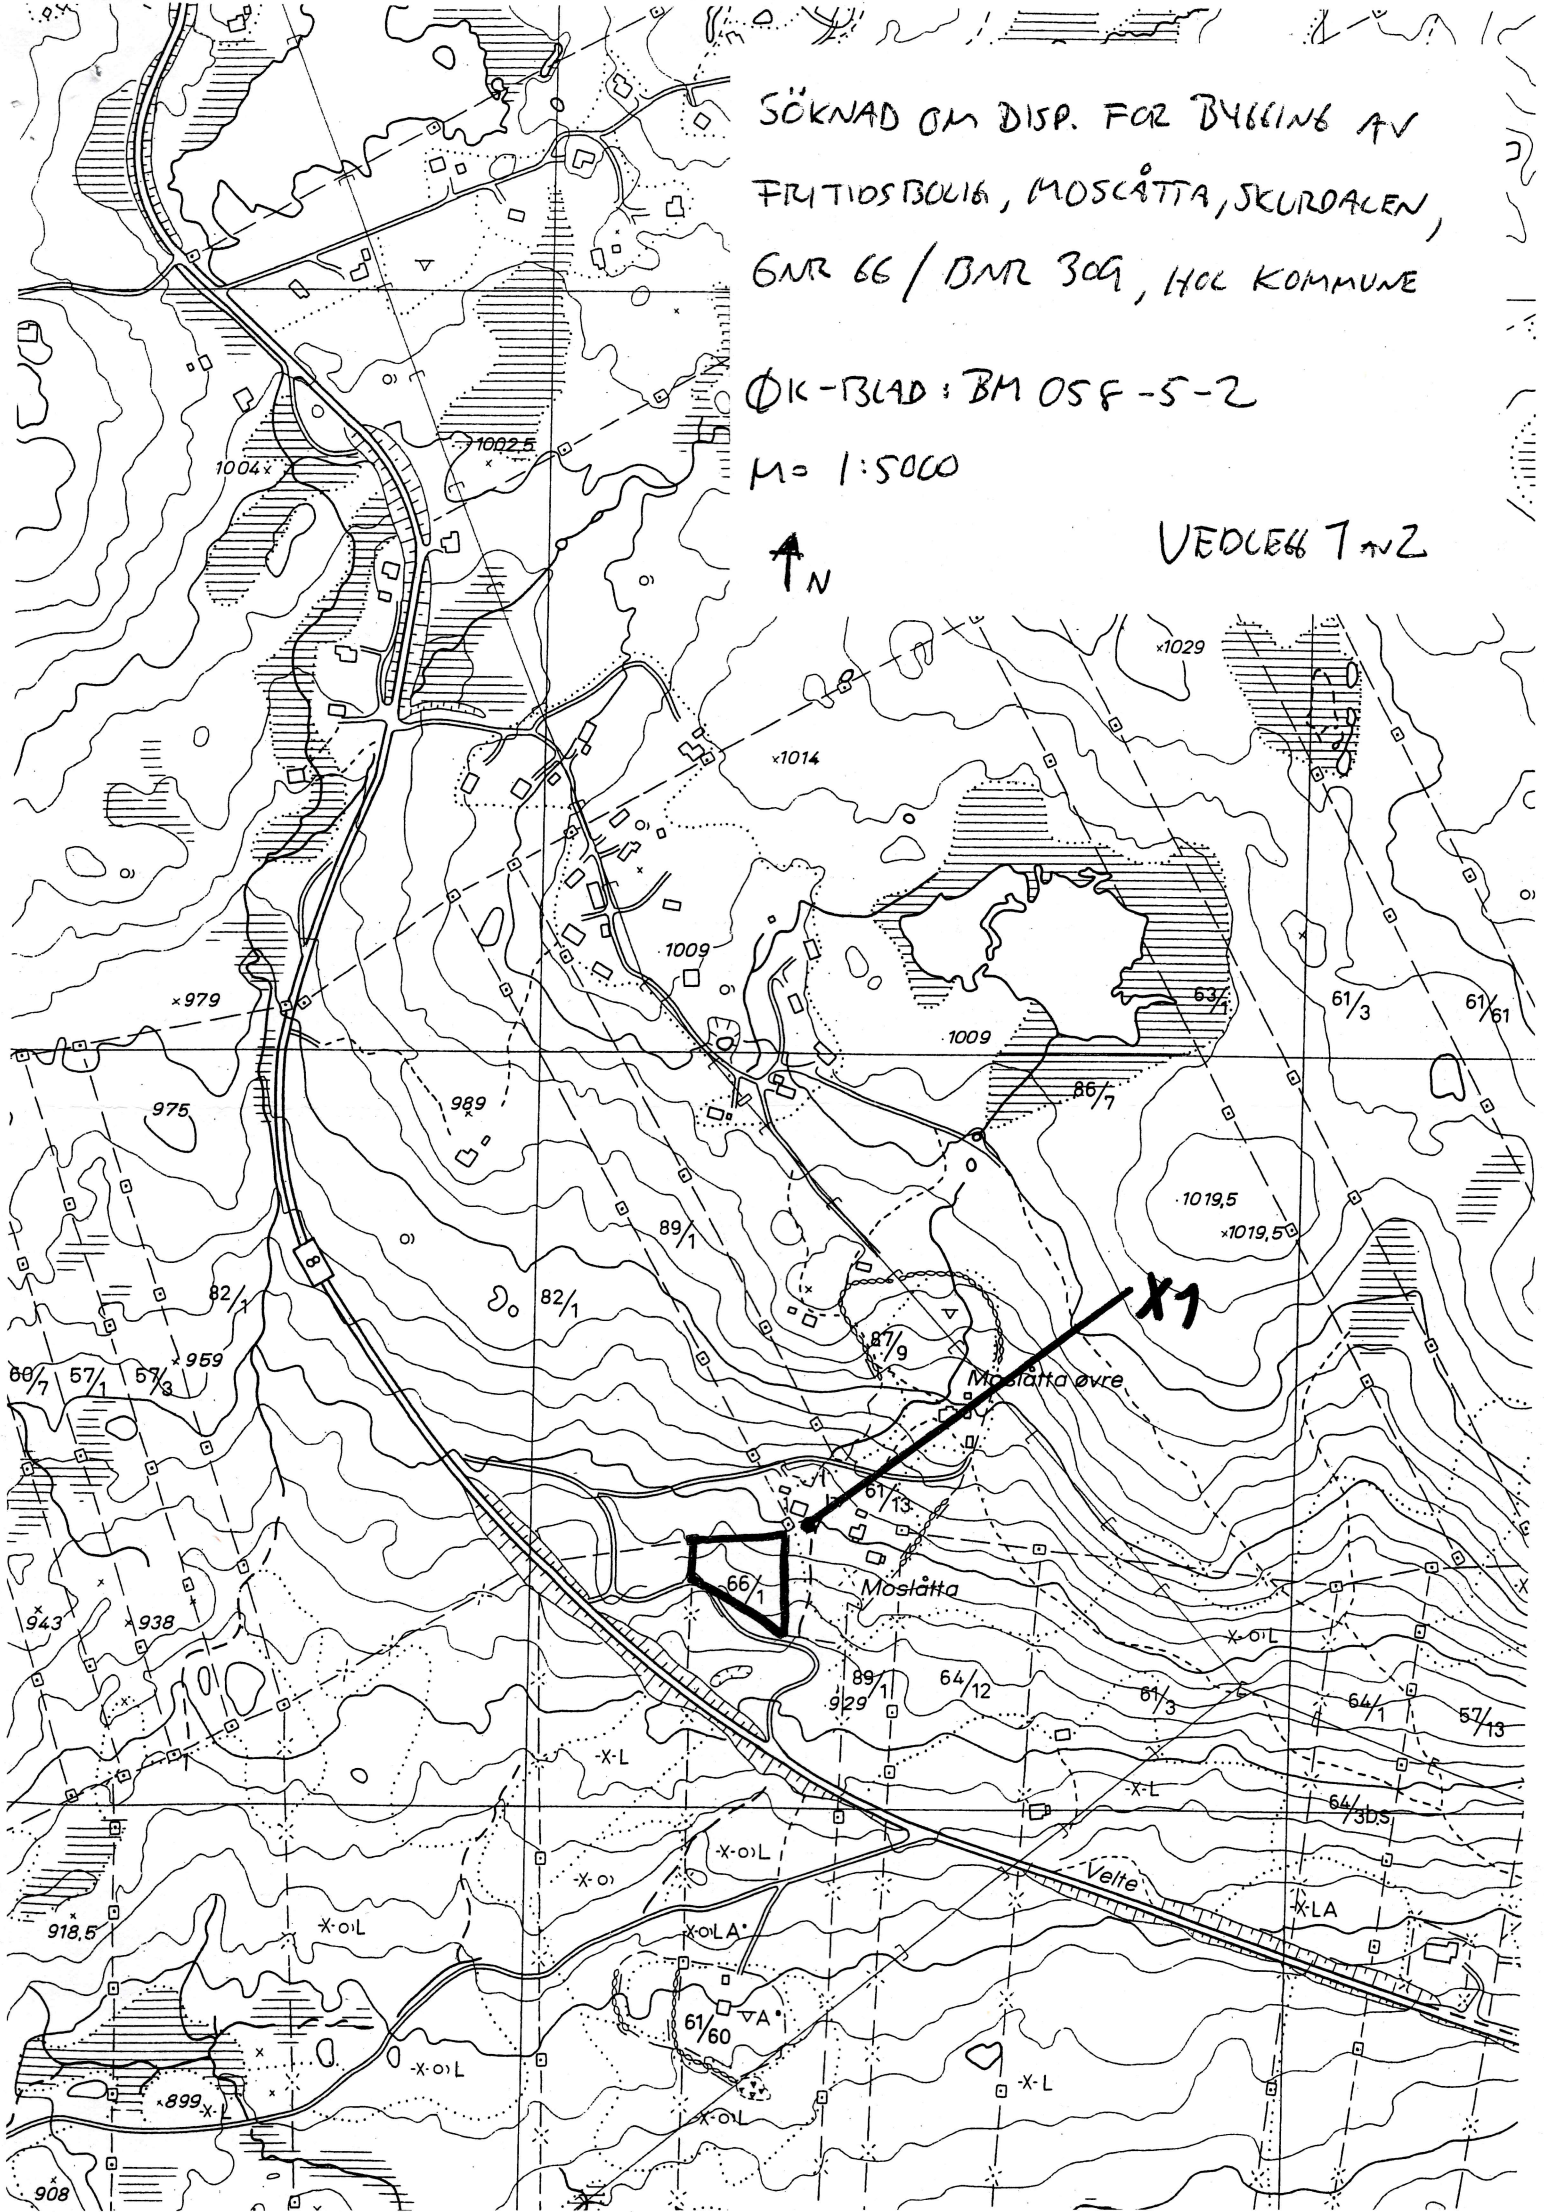 SÖKNAD OM DISP. FOR BYGGING AV
FRITIDSBOLIG, MOSLÅTTA, SKURDALEN,
GNR 66 / BNR 309, HOL KOMMUNE
ØK-BLAD: BM 058-5-2
M= 1:5000
VEDLEGG 1 AV 2
N
1002,5
1004
1029
1014
1009
979
63/1
61/3
61/61
1009
86/7
975
989
1019,5
1019,5
89/1
8
82/1
82/1
X1
87/9
60/7
57/1
57/3
959
Moslåtta øvre
61/13
66/1
Moslåtta
943
938
X-O)L
89/1
929
64/12
61/3
64/1
57/13
X-L
X-L
64/3b.s
X-O)L
X-O)
Velte
X-LA
918,5
X-O)L
X-O)LA
61/60
A
X-O)L
X-L
899
X-L
X-O)L
908